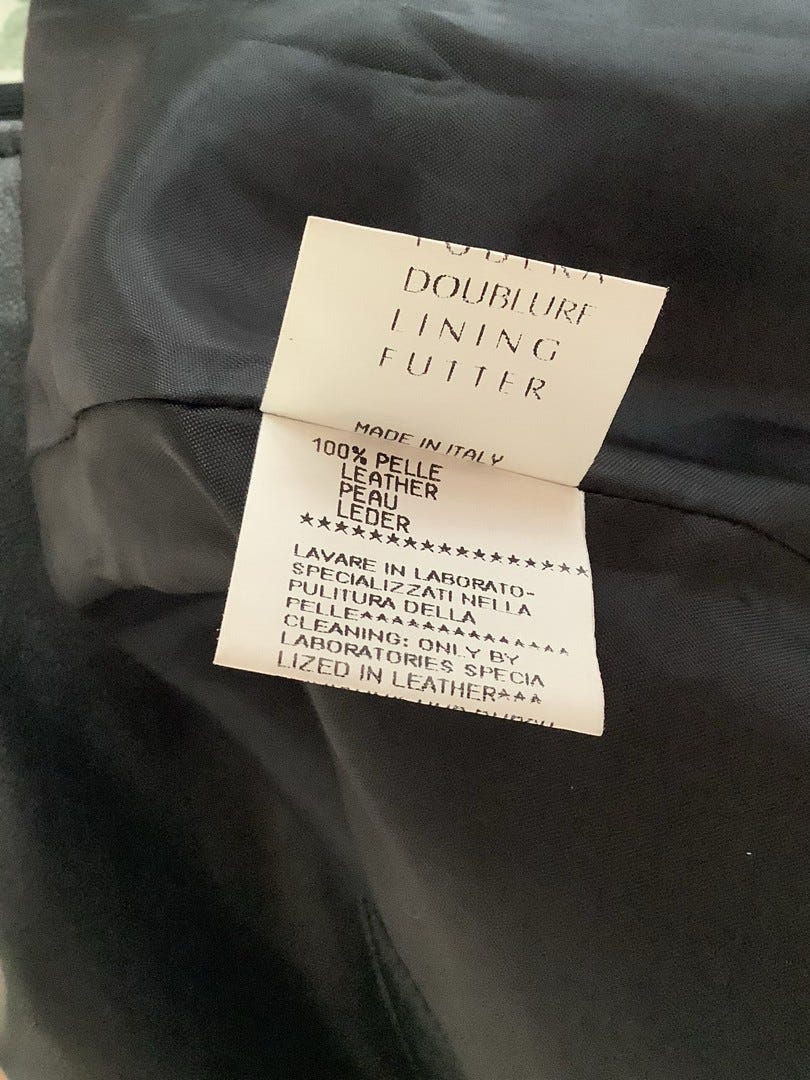 DOUBLURE
LINING
FUTTER
MADE IN ITALY
100% PELLE
LEATHER
PEAU
LEDER
*****************
LAVARE IN LABORATO-
SPECIALIZZATI NELLA
PULITURA DELLA
PELLE**************
CLEANING: ONLY BY
LABORATORIES SPECIA
LIZED IN LEATHER***